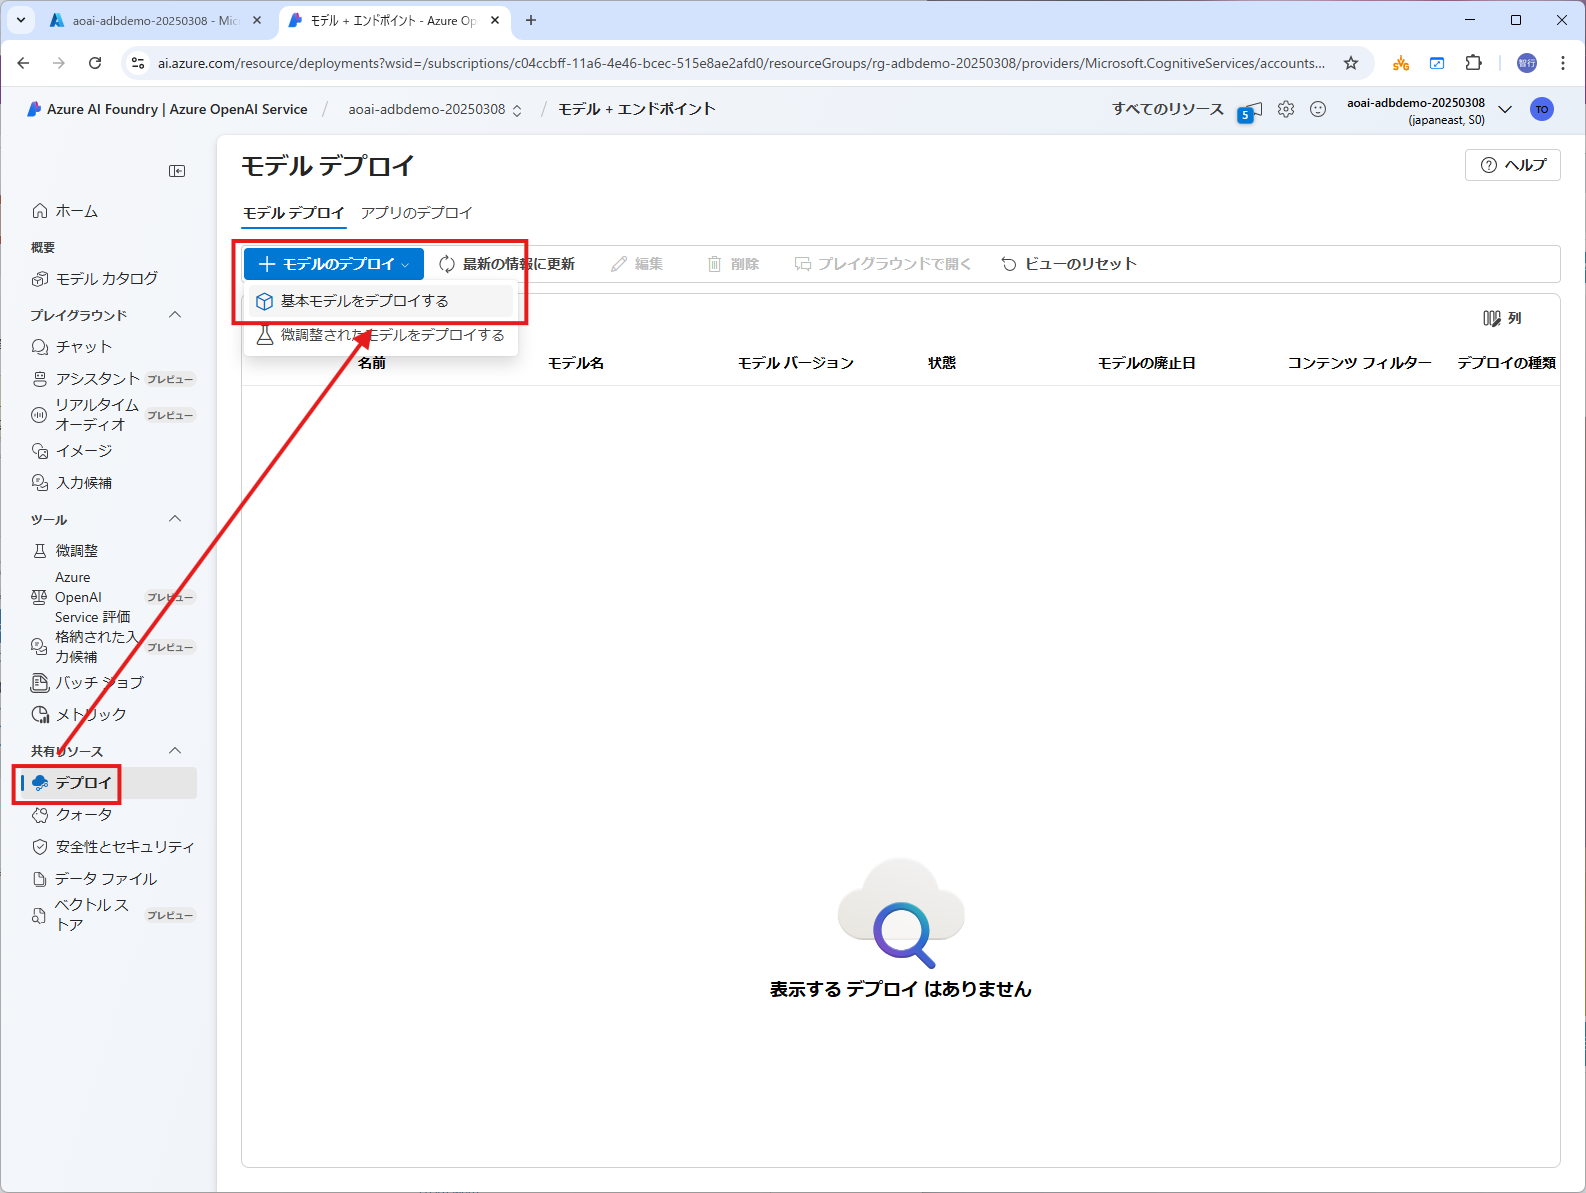 aoai-adbdemo-20250308 - Mic
モデル + エンドポイント - Azure Op
ai.azure.com/resource/deployments?wsid=/subscriptions/c04ccbff-11a6-4e46-bcec-515e8ae2afd0/resourceGroups/rg-adbdemo-20250308/providers/Microsoft.CognitiveServices/accounts...
SVG
智行
Azure AI Foundry | Azure OpenAI Service
/
aoai-adbdemo-20250308
/
モデル + エンドポイント
すべてのリソース
5
aoai-adbdemo-20250308
(japaneast, S0)
TO
ホーム
概要
モデル カタログ
プレイグラウンド
チャット
アシスタント プレビュー
リアルタイム
オーディオ
プレビュー
イメージ
入力候補
ツール
微調整
Azure
OpenAI
Service 評価
プレビュー
格納された入
力候補
プレビュー
バッチ ジョブ
メトリック
共有リソース
デプロイ
クォータ
安全性とセキュリティ
データ ファイル
ベクトル ス
トア
プレビュー
モデル デプロイ
ヘルプ
モデル デプロイ アプリのデプロイ
モデルのデプロイ 最新の情報に更新 編集 削除 プレイグラウンドで開く ビューのリセット
基本モデルをデプロイする
微調整されたモデルをデプロイする
列
名前 モデル名 モデル バージョン 状態 モデルの廃止日 コンテンツ フィルター デプロイの種類
表示する デプロイ はありません